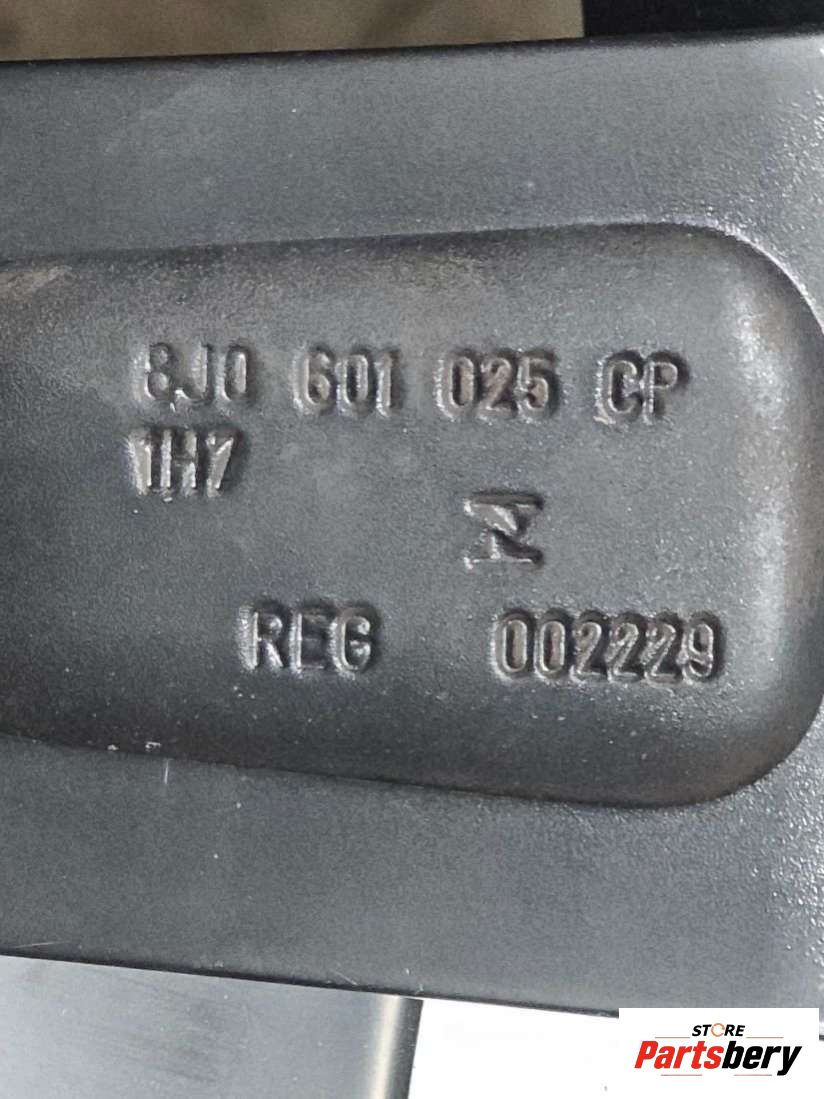 8J0 601 025 CP
1H7
REG 002229
STORE
Partsbery